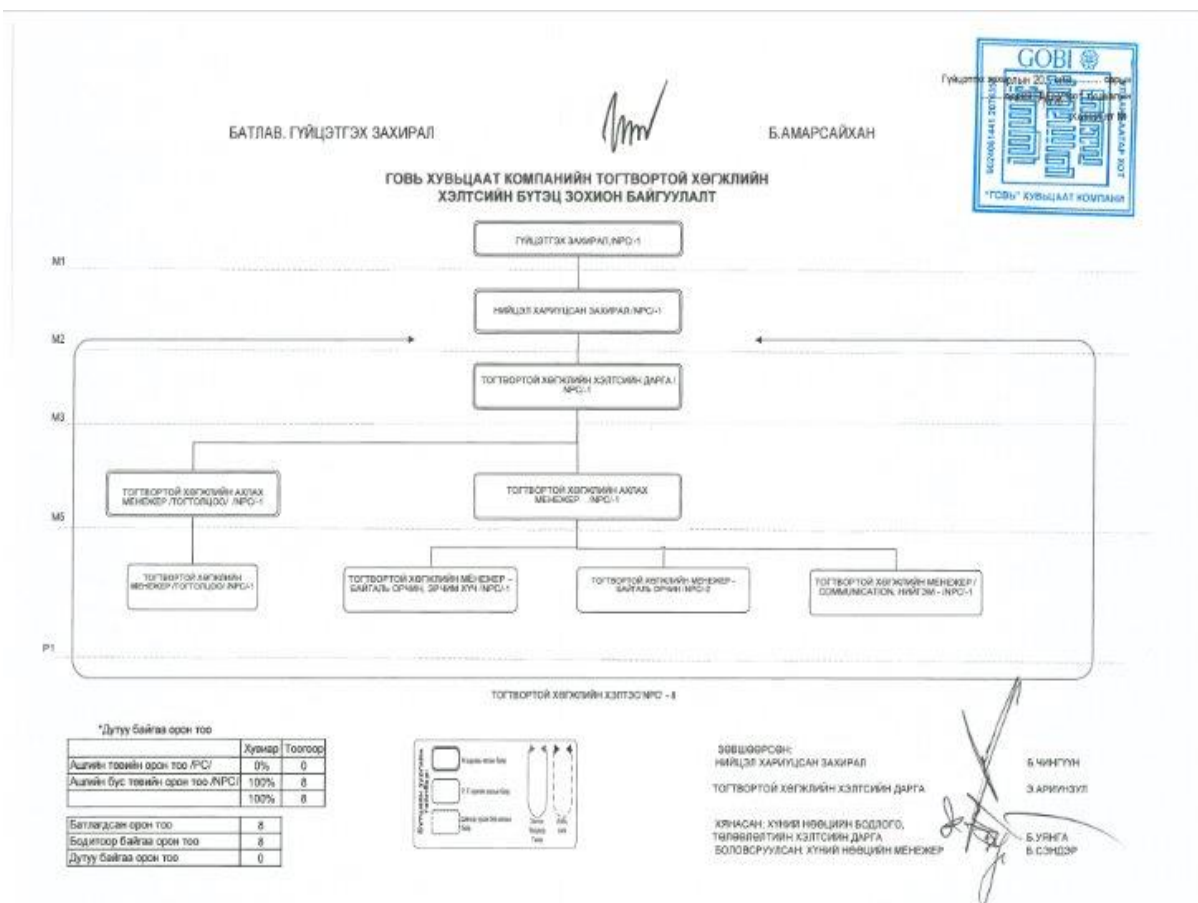 GOBI
БАТЛАВ. ГҮЙЦЭТГЭХ ЗАХИРАЛ
Б.АМАРСАЙХАН
"ГОВЬ" ХУВЬЦААТ КОМПАНИ
ГОВЬ ХУВЬЦААТ КОМПАНИЙН ТОГТВОРТОЙ ХӨГЖЛИЙН
ХЭЛТСИЙН БҮТЭЦ ЗОХИОН БАЙГУУЛАЛТ
ГҮЙЦЭТГЭХ ЗАХИРАЛ /NPC/-1
M1
НИЙЦЭЛ ХАРИУЦСАН ЗАХИРАЛ /NPC/-1
M2
ТОГТВОРТОЙ ХӨГЖЛИЙН ХЭЛТСИЙН ДАРГА /
NPC/-1
M3
ТОГТВОРТОЙ ХӨГЖЛИЙН АХЛАХ
МЕНЕЖЕР /ТОГТОЛЦОО/ /NPC/-1
ТОГТВОРТОЙ ХӨГЖЛИЙН АХЛАХ
МЕНЕЖЕР /NPC/-1
M5
ТОГТВОРТОЙ ХӨГЖЛИЙН
МЕНЕЖЕР /ТОГТОЛЦОО/ /NPC/-1
ТОГТВОРТОЙ ХӨГЖЛИЙН МЕНЕЖЕР –
БАЙГАЛЬ ОРЧИН, ЭРЧИМ ХҮЧ /NPC/-1
ТОГТВОРТОЙ ХӨГЖЛИЙН МЕНЕЖЕР -
БАЙГАЛЬ ОРЧИН /NPC/-2
ТОГТВОРТОЙ ХӨГЖЛИЙН МЕНЕЖЕР /
COMMUNICATION, НИЙГЭМ - /NPC/-1
P1
ТОГТВОРТОЙ ХӨГЖЛИЙН ХЭЛТЭС/NPC/ - 8
*Дутуу байгаа орон тоо
Хувиар Тоогоор
Ашгийн төвийн орон тоо /PC/ 0% 0
Ашгийн бус төвийн орон тоо /NPC/ 100% 8
100% 8
Батлагдсан орон тоо 8
Бодитоор байгаа орон тоо 8
Дутуу байгаа орон тоо 0
ЗӨВШӨӨРСӨН:
НИЙЦЭЛ ХАРИУЦСАН ЗАХИРАЛ Б.ЧИНГҮҮН
ТОГТВОРТОЙ ХӨГЖЛИЙН ХЭЛТСИЙН ДАРГА Э.АРИУНЗУЛ
ХЯНАСАН: ХҮНИЙ НӨӨЦИЙН БОДЛОГО,
ТӨЛӨВЛӨЛТИЙН ХЭЛТСИЙН ДАРГА Б.УЯНГА
БОЛОВСРУУЛСАН: ХҮНИЙ НӨӨЦИЙН МЕНЕЖЕР Б.СЭНДЭР